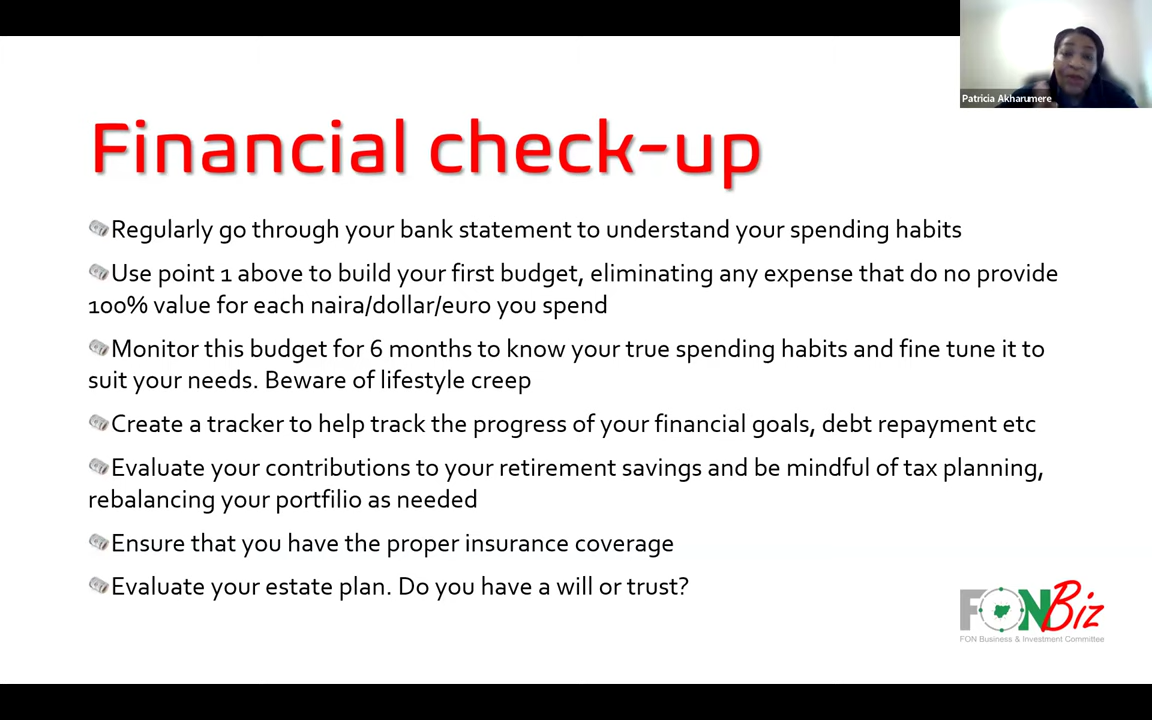 Patricia Akharumere
Financial check-up
Regularly go through your bank statement to understand your spending habits
Use point 1 above to build your first budget, eliminating any expense that do no provide
100% value for each naira/dollar/euro you spend
Monitor this budget for 6 months to know your true spending habits and fine tune it to
suit your needs. Beware of lifestyle creep
Create a tracker to help track the progress of your financial goals, debt repayment etc
Evaluate your contributions to your retirement savings and be mindful of tax planning,
rebalancing your portfilio as needed
Ensure that you have the proper insurance coverage
Evaluate your estate plan. Do you have a will or trust?
FONBiz
FON Business & Investment Committee